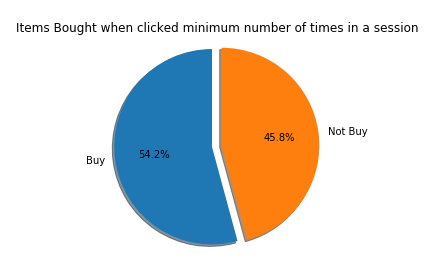 Items Bought when clicked minimum number of times in a session
Not Buy
45.8%
54.2%
Buy